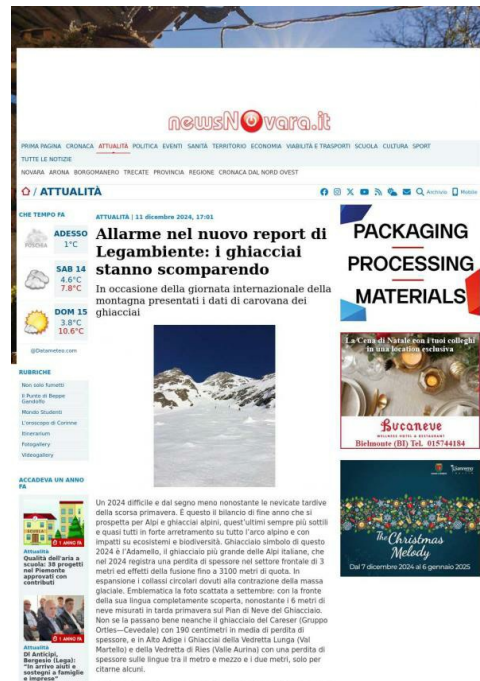 newsNovara.it
PRIMA PAGINA CRONACA ATTUALITÀ POLITICA EVENTI SANITÀ TERRITORIO ECONOMIA VIABILITÀ E TRASPORTI SCUOLA CULTURA SPORT
TUTTE LE NOTIZIE
NOVARA ARONA BORGOMANERO TRECATE PROVINCIA REGIONE CRONACA DAL NORD OVEST
/ ATTUALITÀ
Archivio Mobile
CHE TEMPO FA
ADESSO
1°C
SAB 14
4.6°C
7.8°C
DOM 15
3.8°C
10.6°C
@Datameteo.com
RUBRICHE
Non solo fumetti
Il Punto di Beppe
Gandolfo
Mondo Studenti
L'oroscopo di Corinne
Itinerarium
Fotogallery
Videogallery
ACCADEVA UN ANNO
FA
1 ANNO FA
Attualità
Qualità dell'aria a
scuola: 38 progetti
nel Piemonte
approvati con
contributi
1 ANNO FA
Attualità
Dl Anticipi,
Bergesio (Lega):
"In arrivo aiuti e
sostegni a famiglie
e imprese"
ATTUALITÀ | 11 dicembre 2024, 17:01
Allarme nel nuovo report di
Legambiente: i ghiacciai
stanno scomparendo
In occasione della giornata internazionale della
montagna presentati i dati di carovana dei
ghiacciai
Un 2024 difficile e dal segno meno nonostante le nevicate tardive
della scorsa primavera. È questo il bilancio di fine anno che si
prospetta per Alpi e ghiacciai alpini, quest'ultimi sempre più sottili
e quasi tutti in forte arretramento su tutto l'arco alpino e con
impatti su ecosistemi e biodiversità. Ghiacciaio simbolo di questo
2024 è l'Adamello, il ghiacciaio più grande delle Alpi italiane, che
nel 2024 registra una perdita di spessore nel settore frontale di 3
metri ed effetti della fusione fino a 3100 metri di quota. In
espansione i collassi circolari dovuti alla contrazione della massa
glaciale. Emblematica la foto scattata a settembre: con la fronte
della sua lingua completamente scoperta, nonostante i 6 metri di
neve misurati in tarda primavera sul Pian di Neve del Ghiacciaio.
Non se la passano bene neanche il ghiacciaio del Careser (Gruppo
Ortles—Cevedale) con 190 centimetri in media di perdita di
spessore, e in Alto Adige i Ghiacciai della Vedretta Lunga (Val
Martello) e della Vedretta di Ries (Valle Aurina) con una perdita di
spessore sulle lingue tra il metro e mezzo e i due metri, solo per
citarne alcuni.
PACKAGING
PROCESSING
MATERIALS
La Cena di Natale con i tuoi colleghi
in una location esclusiva
Bucaneve
WELLNESS HOTEL & RESTAURANT
Bielmonte (BI) Tel. 015744184
The Christmas
Melody
Dal 7 dicembre 2024 al 6 gennaio 2025